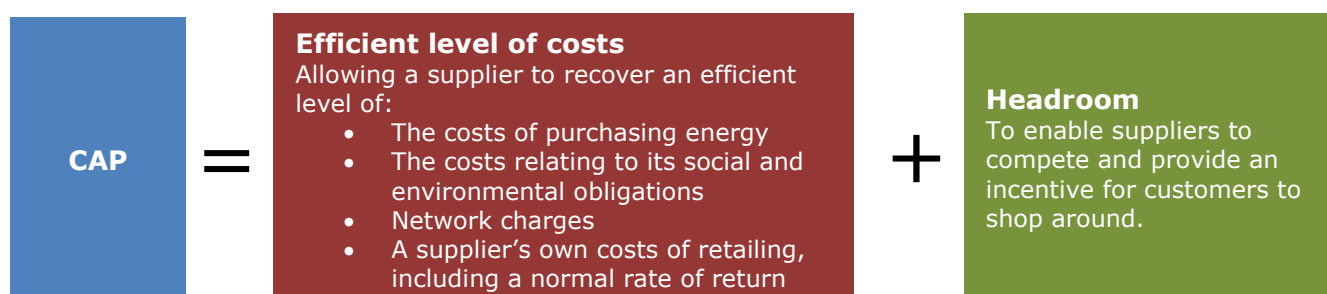 CAP
=
Efficient level of costs
Allowing a supplier to recover an efficient
level of:
• The costs of purchasing energy
• The costs relating to its social and
environmental obligations
• Network charges
• A supplier’s own costs of retailing,
including a normal rate of return
+
Headroom
To enable suppliers to
compete and provide an
incentive for customers to
shop around.